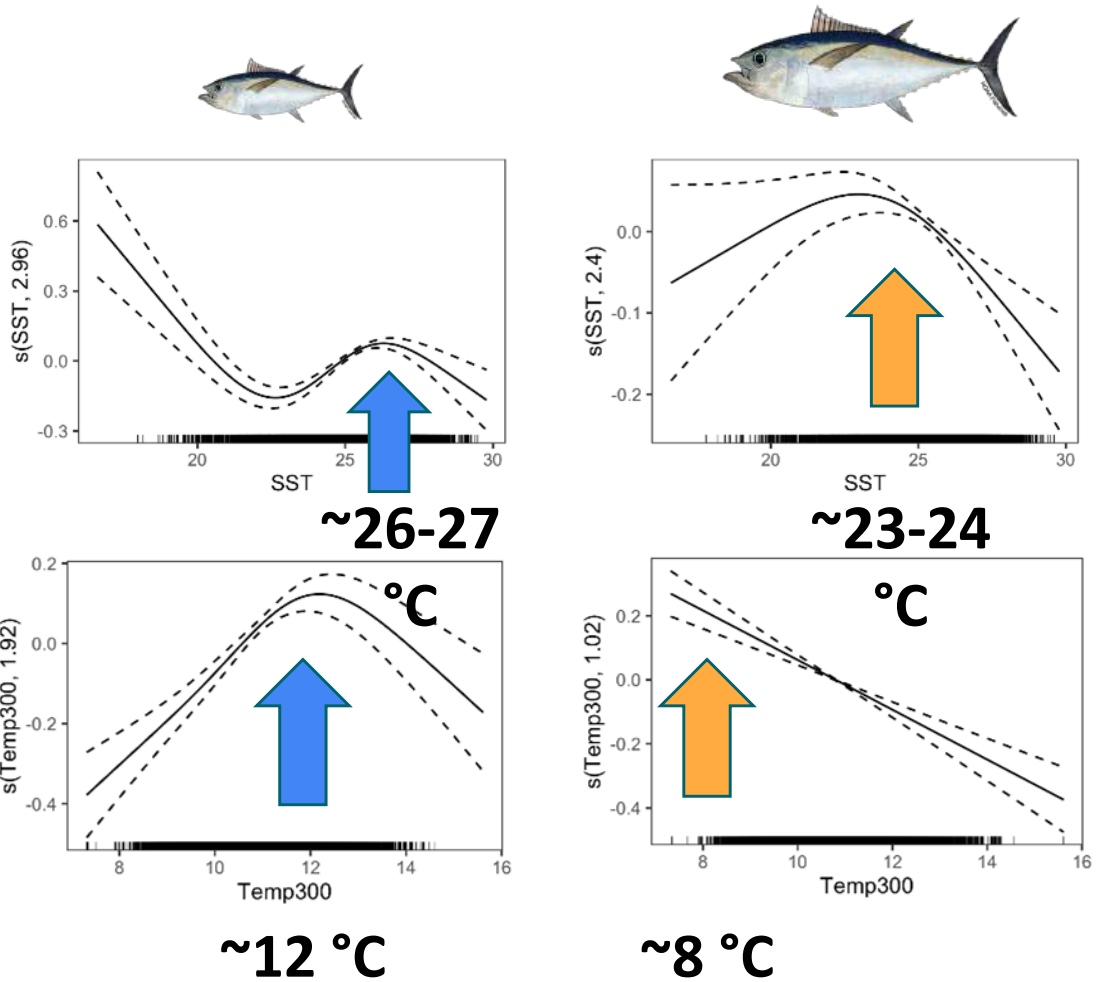 s(SST, 2.96)
0.6
0.3
0.0
-0.3
20 25 30
SST
~26-27
°C
s(SST, 2.4)
0.0
-0.1
-0.2
20 25 30
SST
~23-24
°C
s(Temp300, 1.92)
0.2
0.0
-0.2
-0.4
8 10 12 14 16
Temp300
~12 °C
s(Temp300, 1.02)
0.2
0.0
-0.2
-0.4
8 10 12 14 16
Temp300
~8 °C